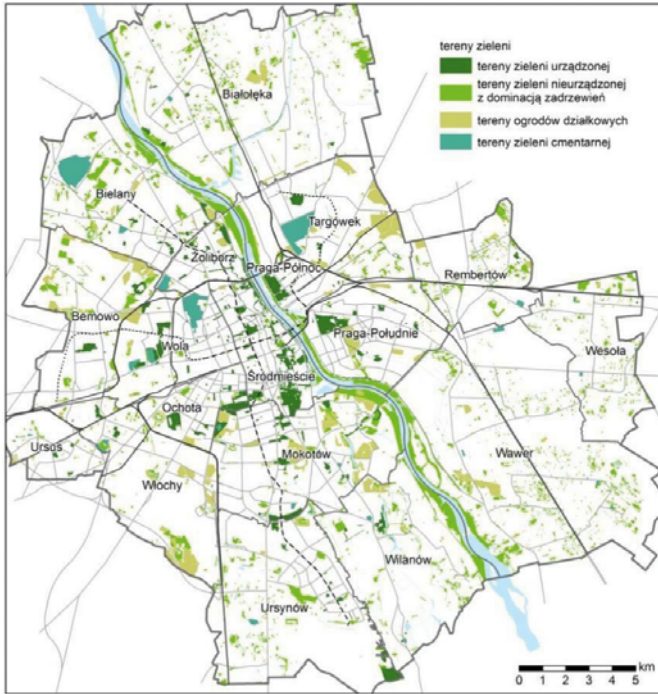 tereny zieleni
tereny zieleni urządzonej
tereny zieleni nieurządzonej
z dominacją zadrzewień
tereny ogrodów działkowych
tereny zieleni cmentarnej
Białołęka
Bielany
Targówek
Żoliborz
Praga-Północ
Rembertów
Bemowo
Wola
Praga-Południe
Wesoła
Śródmieście
Ochota
Ursus
Mokotów
Wawer
Włochy
Wilanów
Ursynów
km
0 1 2 3 4 5